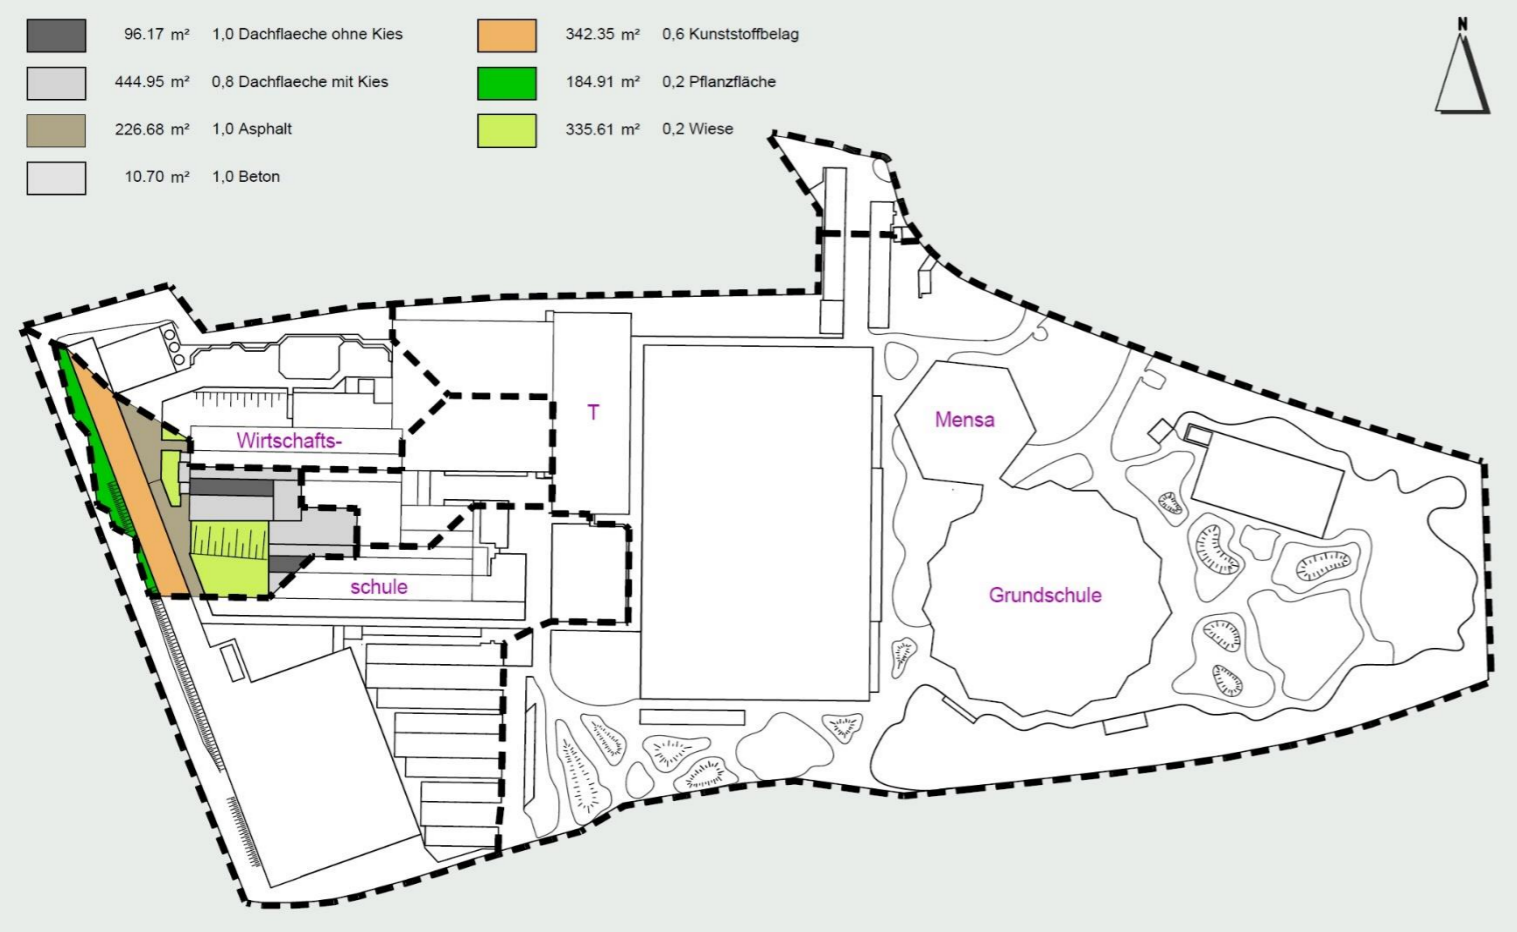 96.17 m² 1,0 Dachflaeche ohne Kies
444.95 m² 0,8 Dachflaeche mit Kies
226.68 m² 1,0 Asphalt
10.70 m² 1,0 Beton
342.35 m² 0,6 Kunststoffbelag
184.91 m² 0,2 Pflanzfläche
335.61 m² 0,2 Wiese
N
T
Mensa
Wirtschafts-
schule
Grundschule